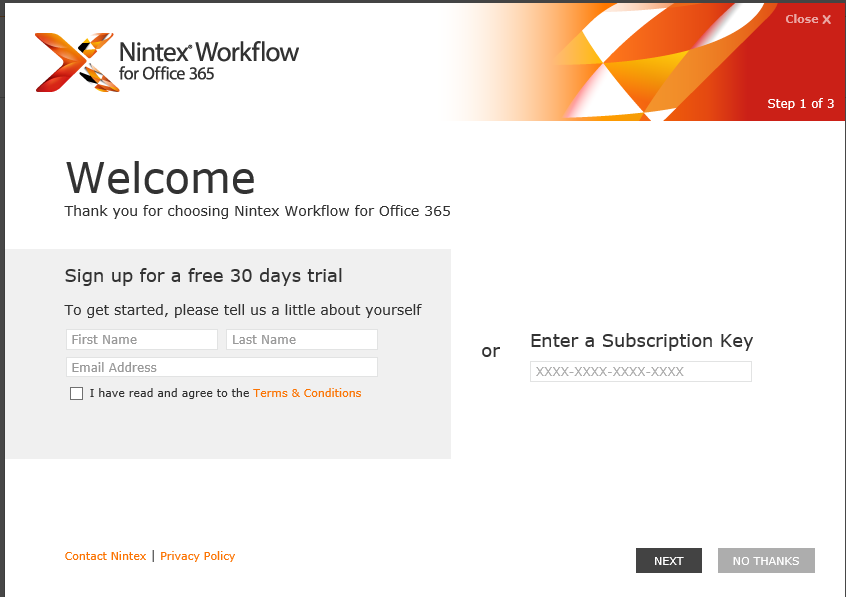 Close X
Nintex® Workflow
for Office 365
Step 1 of 3
Welcome
Thank you for choosing Nintex Workflow for Office 365
Sign up for a free 30 days trial
To get started, please tell us a little about yourself
First Name
Last Name
Email Address
I have read and agree to the Terms & Conditions
or
Enter a Subscription Key
XXXX-XXXX-XXXX-XXXX
Contact Nintex | Privacy Policy
NEXT
NO THANKS